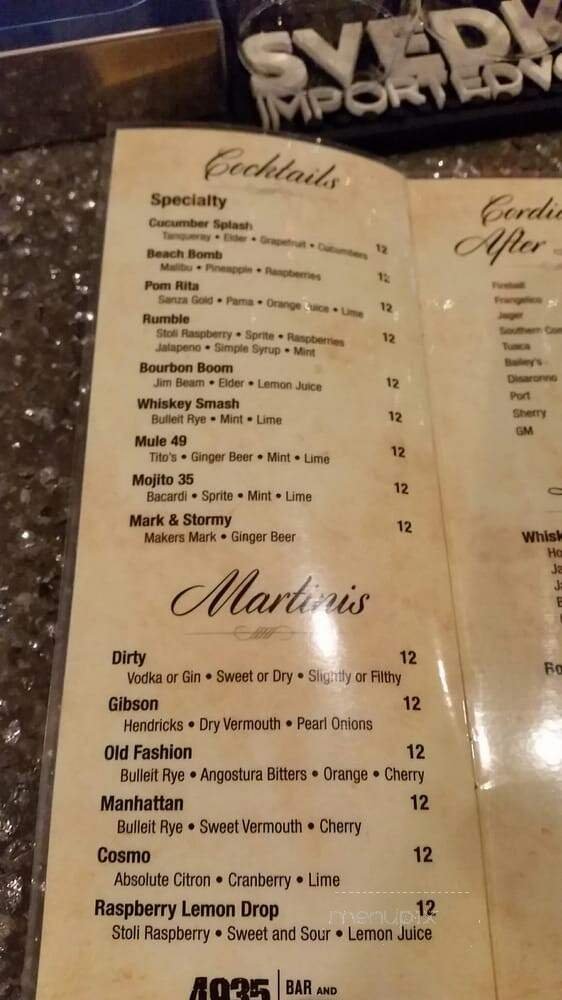 SVEDK
IMPORTED VO
Cocktails
Specialty
Cucumber Splash
Tanqueray • Elder • Grapefruit • Cucumbers 12
Beach Bomb
Malibu • Pineapple • Raspberries 12
Pom Rita
Sanza Gold • Pama • Orange Juice • Lime 12
Rumble
Stoli Raspberry • Sprite • Raspberries 12
Jalapeno • Simple Syrup • Mint
Bourbon Boom
Jim Beam • Elder • Lemon Juice 12
Whiskey Smash
Bulleit Rye • Mint • Lime 12
Mule 49
Tito's • Ginger Beer • Mint • Lime 12
Mojito 35
Bacardi • Sprite • Mint • Lime 12
Mark & Stormy
Makers Mark • Ginger Beer 12
Martinis
Dirty 12
Vodka or Gin • Sweet or Dry • Slightly or Filthy
Gibson 12
Hendricks • Dry Vermouth • Pearl Onions
Old Fashion 12
Bulleit Rye • Angostura Bitters • Orange • Cherry
Manhattan 12
Bulleit Rye • Sweet Vermouth • Cherry
Cosmo 12
Absolute Citron • Cranberry • Lime
Raspberry Lemon Drop 12
Stoli Raspberry • Sweet and Sour • Lemon Juice
4935 BAR AND
Cordia
After
Fireball
Frangelico
Jager
Southern Com
Tuaca
Bailey's
Disaronno
Port
Sherry
GM
Whisk
Ho
Ja
Ja
menupix